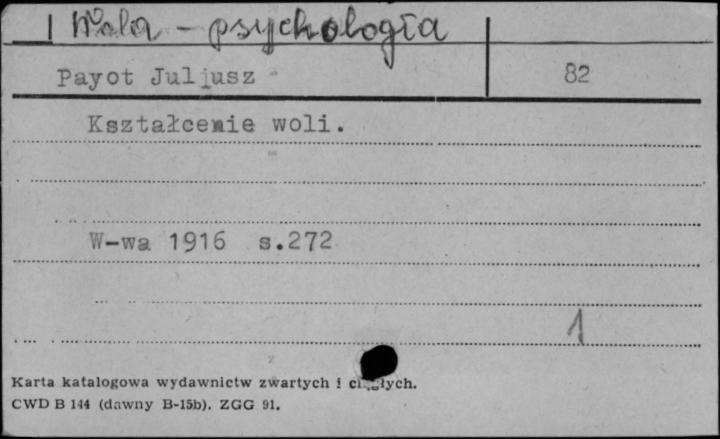 Wola - psychologia
Payot Juljusz 82
Kształcenie woli.
W-wa 1916 s.272
1
Karta katalogowa wydawnictw zwartych i ciągłych.
CWD B 144 (dawny B-15b). ZGG 91.